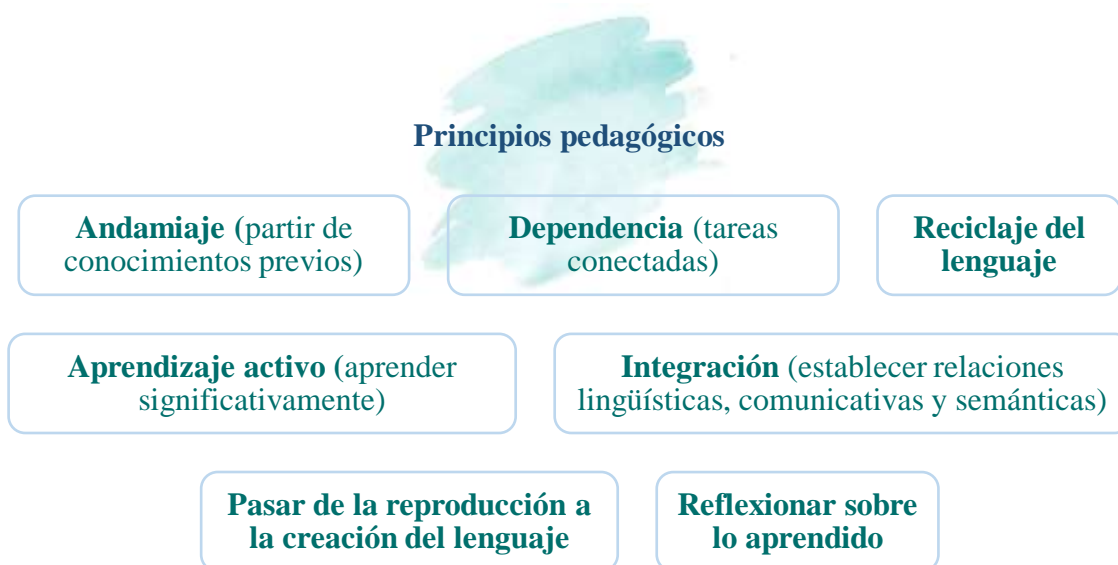 Principios pedagógicos
Andamiaje (partir de
conocimientos previos)
Dependencia (tareas
conectadas)
Reciclaje del
lenguaje
Aprendizaje activo (aprender
significativamente)
Integración (establecer relaciones
lingüísticas, comunicativas y semánticas)
Pasar de la reproducción a
la creación del lenguaje
Reflexionar sobre
lo aprendido